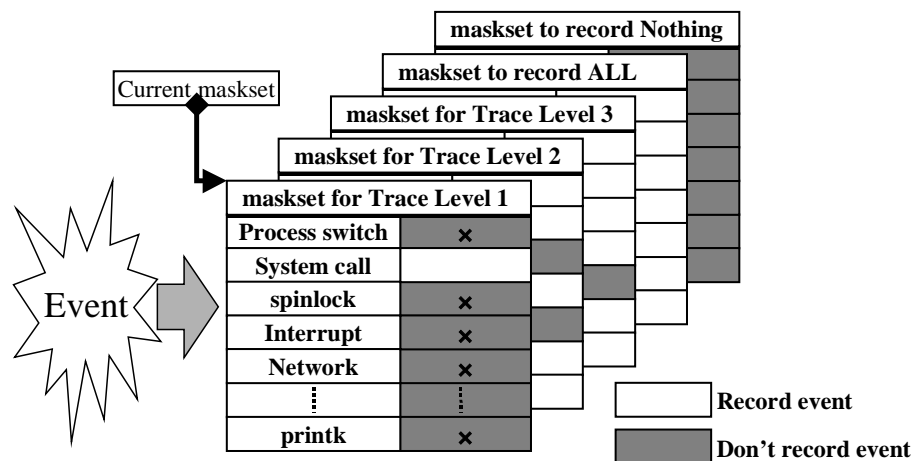 maskset to record Nothing
maskset to record ALL
Current maskset
maskset for Trace Level 3
maskset for Trace Level 2
maskset for Trace Level 1
Process switch ×
System call
Event
spinlock ×
Interrupt ×
Network ×
printk ×
Record event
Don't record event